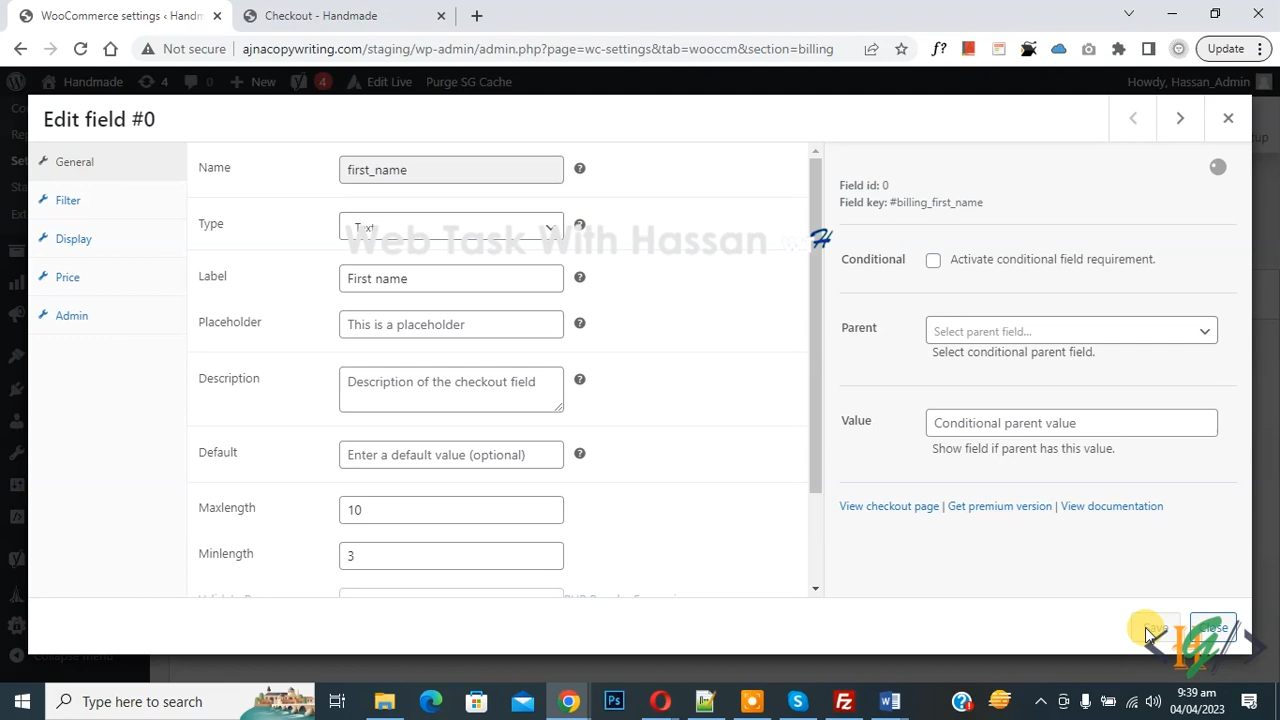 WooCommerce settings ‹ Handm
Checkout - Handmade
Not secure
ajnacopywriting.com/staging/wp-admin/admin.php?page=wc-settings&tab=wooccm&section=billing
f?
Update
Handmade
4
0
New
4
Edit Live
Purge SG Cache
Howdy, Hassan_Admin
Edit field #0
General
Filter
Display
Price
Admin
Name
first_name
Type
Text
Web Task With Hassan
Label
First name
Placeholder
This is a placeholder
Description
Description of the checkout field
Default
Enter a default value (optional)
Maxlength
10
Minlength
3
Field id: 0
Field key: #billing_first_name
Conditional
Activate conditional field requirement.
Parent
Select parent field...
Select conditional parent field.
Value
Conditional parent value
Show field if parent has this value.
View checkout page | Get premium version | View documentation
Save
Close
Collapse menu
Type here to search
9:39 am
04/04/2023